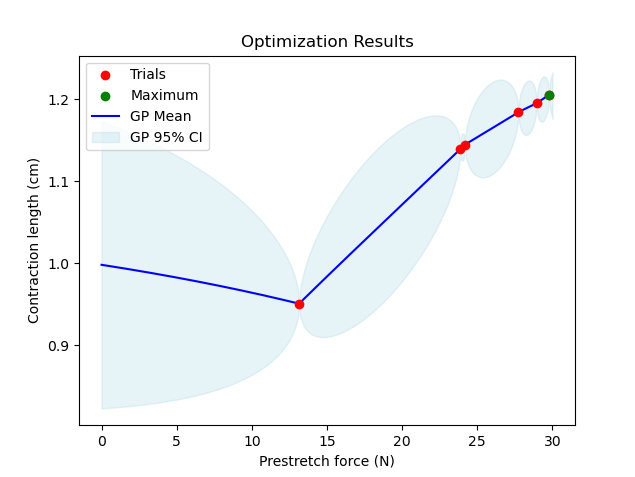 Optimization Results
Trials
Maximum
GP Mean
GP 95% CI
Contraction length (cm)
1.2
1.1
1.0
0.9
0 5 10 15 20 25 30
Prestretch force (N)